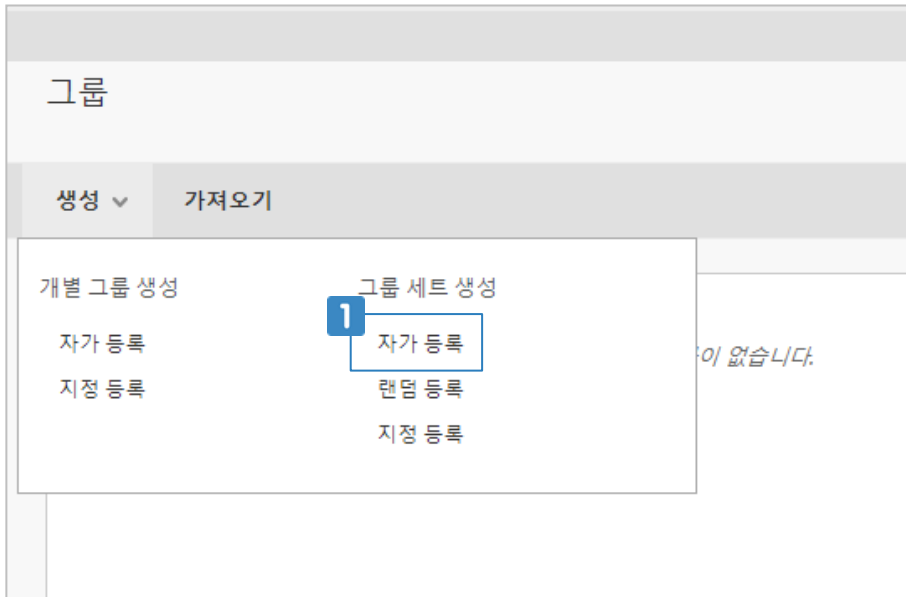 그룹
생성 가져오기
개별 그룹 생성
자가 등록
지정 등록
그룹 세트 생성
1
자가 등록
랜덤 등록
지정 등록
이 없습니다.